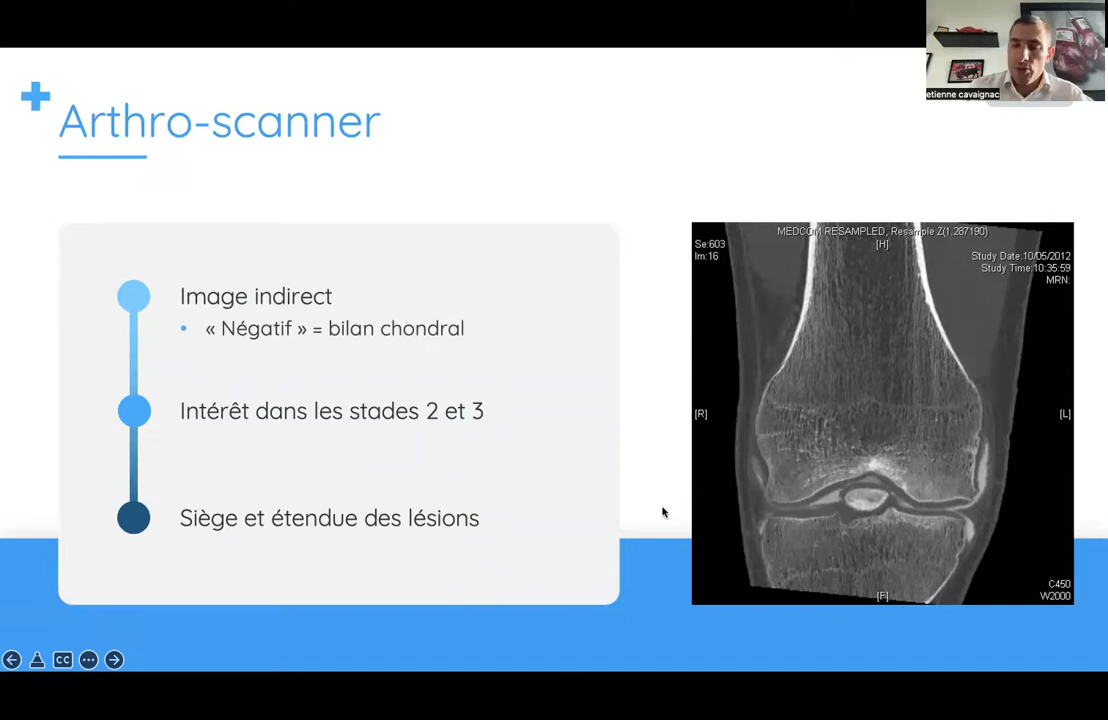 etienne cavaignac
Arthro-scanner
Image indirect
• « Négatif » = bilan chondral
Intérêt dans les stades 2 et 3
Siège et étendue des lésions
MEDCOM RESAMPLED, Resample Z(1.287190)
[H]
Se:603
Im:16
Study Date:10/05/2012
Study Time:10:35:59
MRN:
[R]
[L]
C450
W2000
[F]
CC